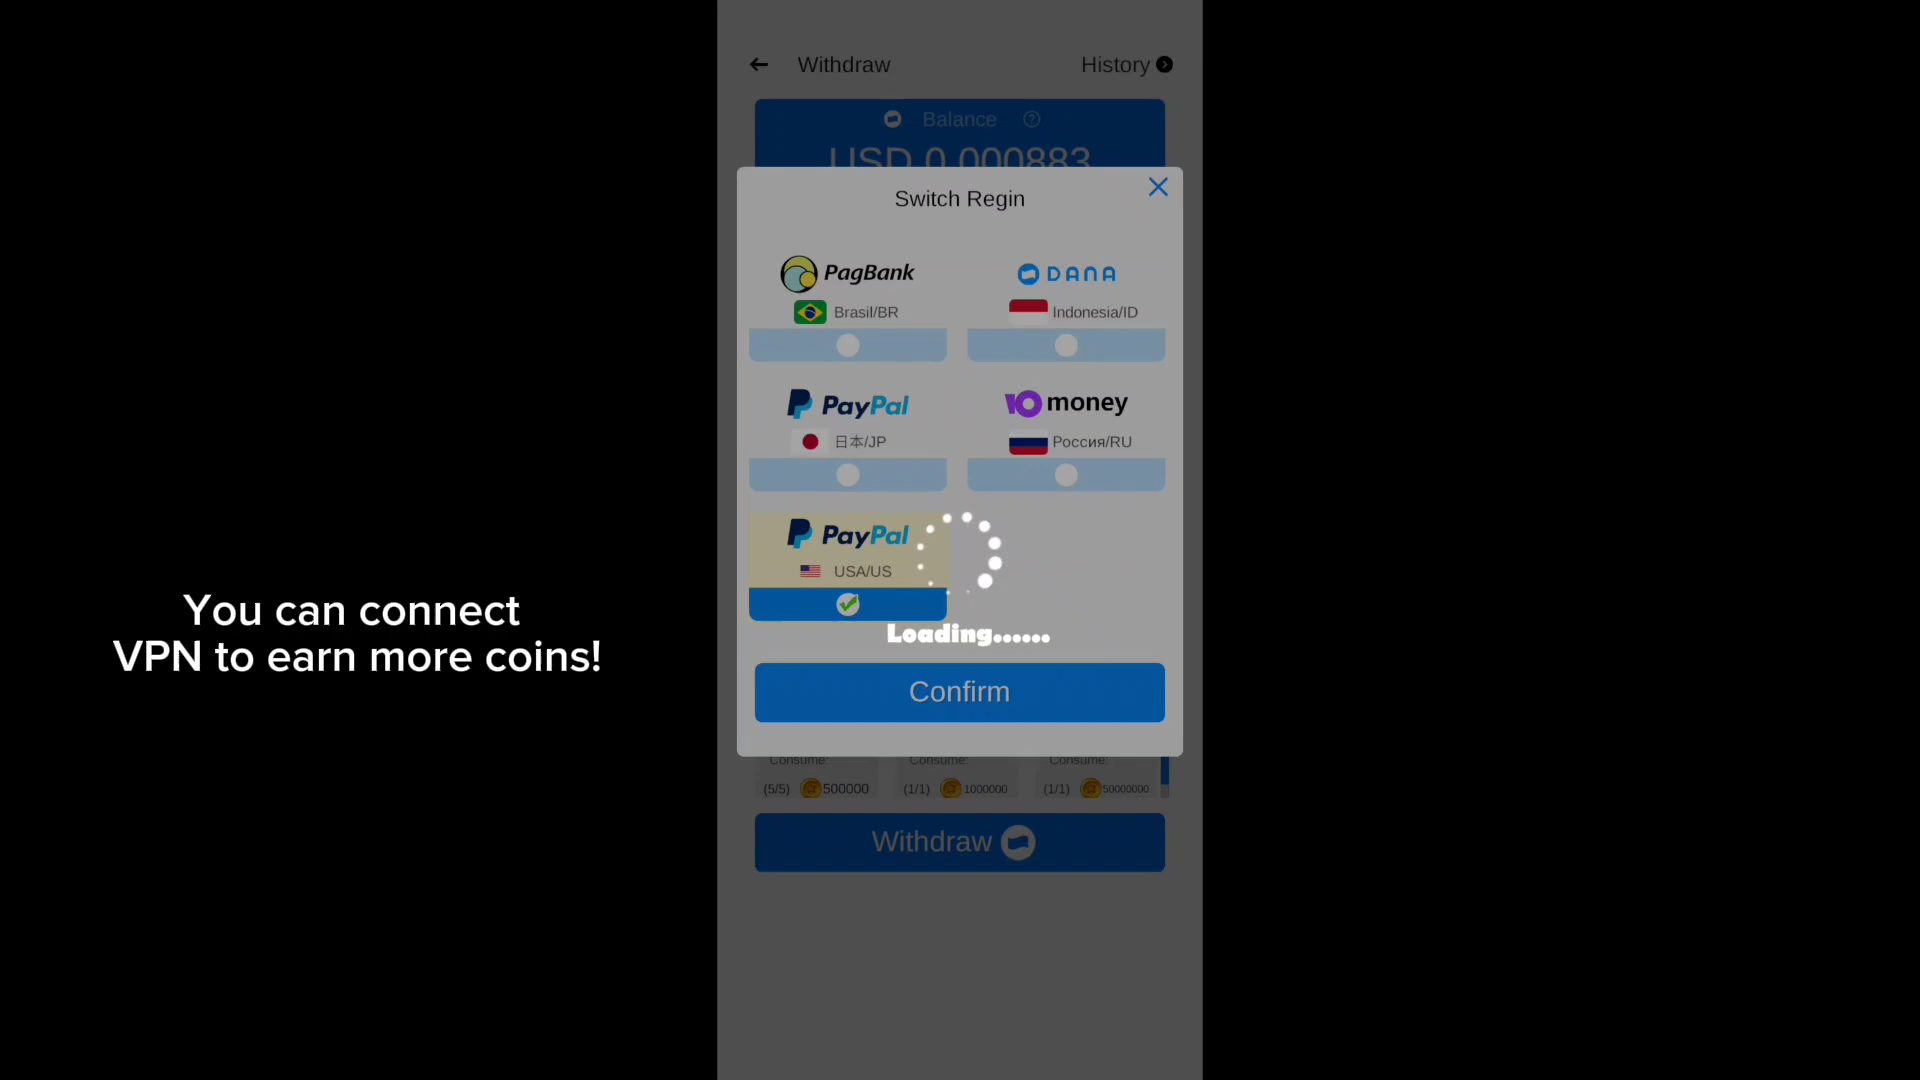 Withdraw
History
Balance
USD 0.000883
Switch Regin
PagBank
DANA
Brasil/BR
Indonesia/ID
PayPal
money
日本/JP
Россия/RU
PayPal
USA/US
Loading......
Confirm
You can connect
VPN to earn more coins!
Consume:
Consume:
Consume:
(5/5) 500000
(1/1) 1000000
(1/1) 50000000
Withdraw